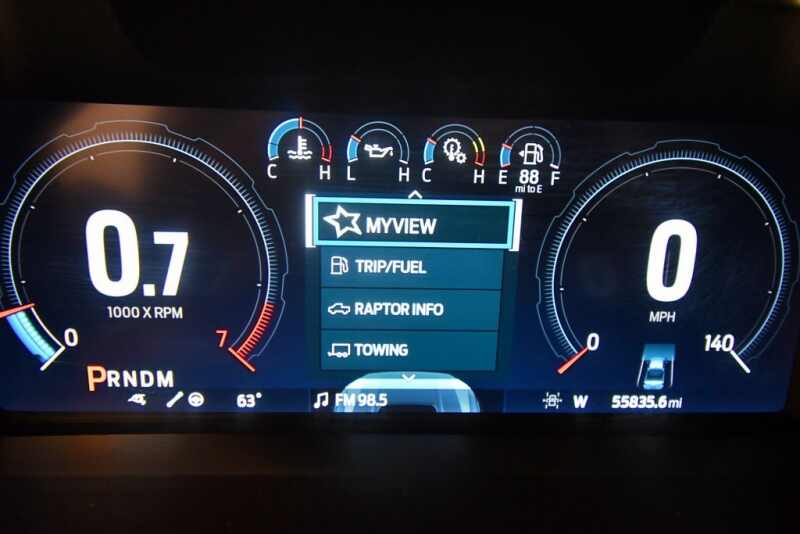 C H L H C H E 88 F
mi to E
MYVIEW
TRIP/FUEL
RAPTOR INFO
TOWING
0.7
1000 X RPM
0 7
PRNDM
0
MPH
0 140
63° FM 98.5 W 55835.6 mi